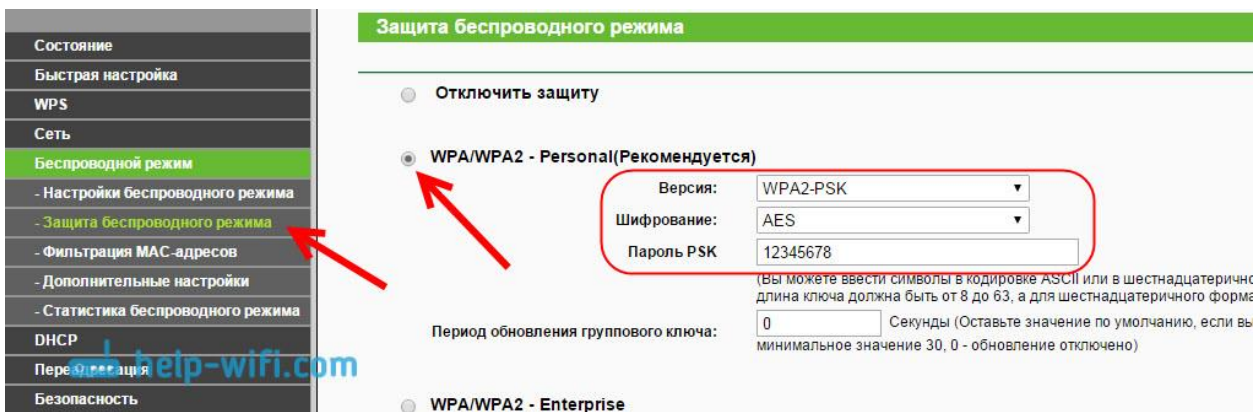 Защита беспроводного режима
Состояние
Быстрая настройка
WPS
Сеть
Беспроводной режим
- Настройки беспроводного режима
- Защита беспроводного режима
- Фильтрация MAC-адресов
- Дополнительные настройки
- Статистика беспроводного режима
DHCP
Переадресация
Безопасность
help-wifi.com
Отключить защиту
WPA/WPA2 - Personal(Рекомендуется)
Версия: WPA2-PSK
Шифрование: AES
Пароль PSK 12345678
(Вы можете ввести символы в кодировке ASCII или в шестнадцатерично
длина ключа должна быть от 8 до 63, а для шестнадцатеричного форма
Период обновления группового ключа: 0 Секунды (Оставьте значение по умолчанию, если вы
минимальное значение 30, 0 - обновление отключено)
WPA/WPA2 - Enterprise